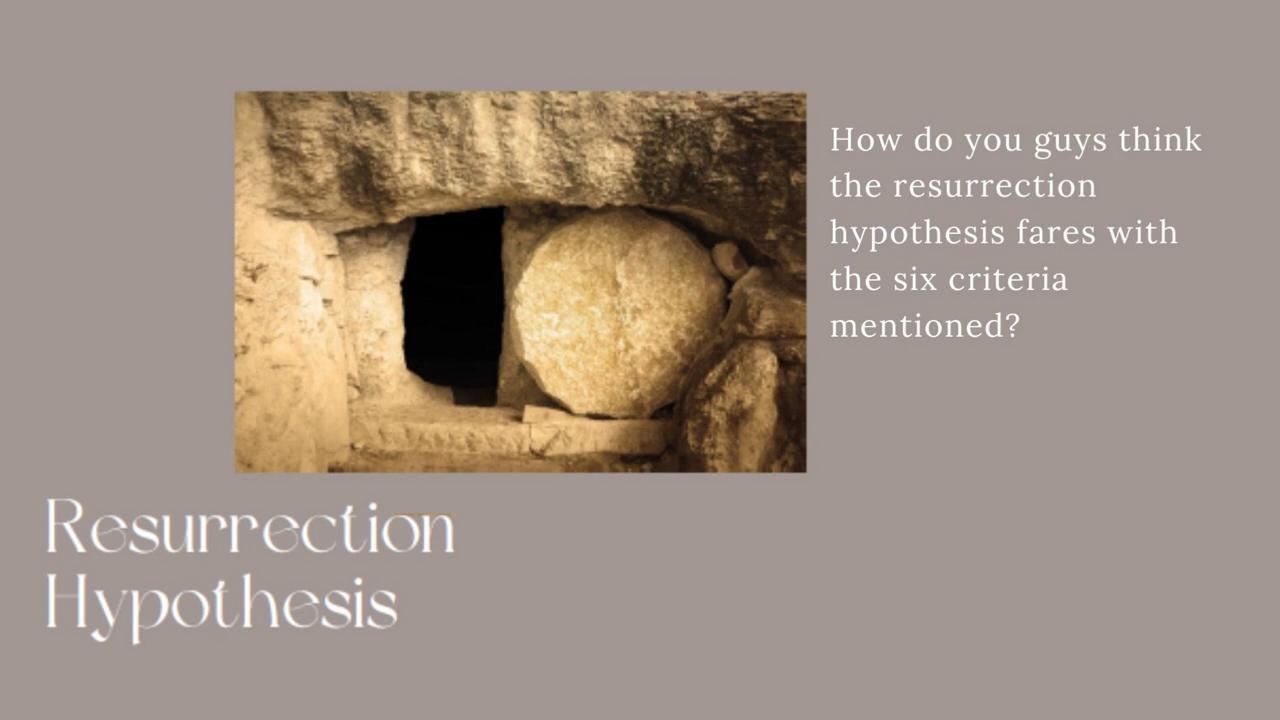 How do you guys think
the resurrection
hypothesis fares with
the six criteria
mentioned?
Resurrection
Hypothesis